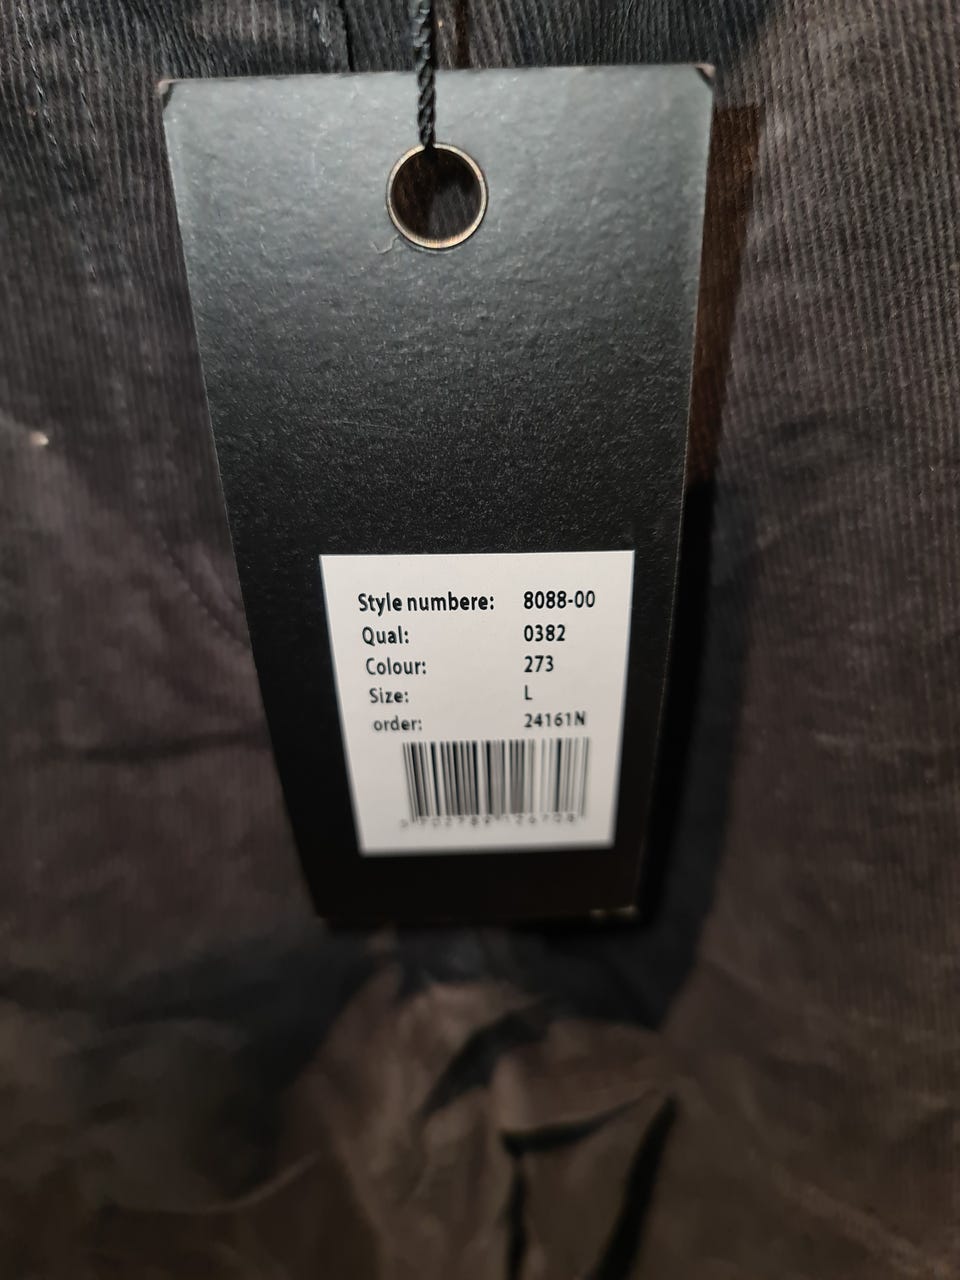 Style numbere: 8088-00
Qual: 0382
Colour: 273
Size: L
order: 24161N